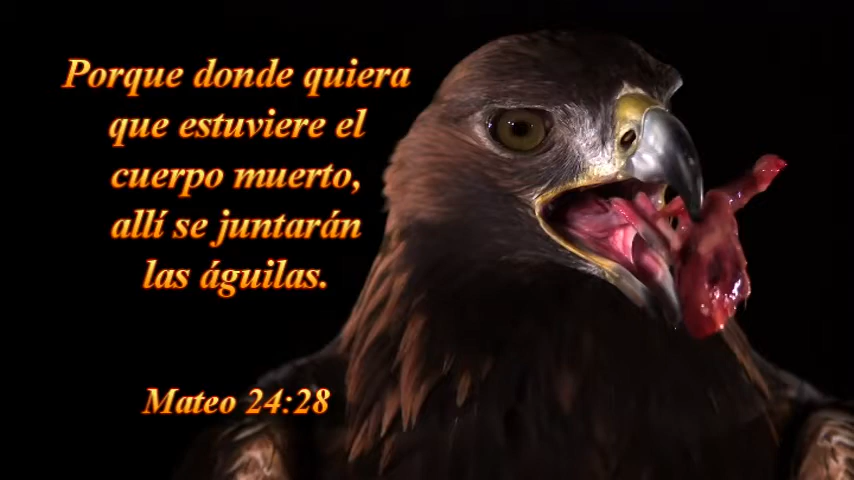 Porque donde quiera
que estuviere el
cuerpo muerto,
allí se juntarán
las águilas.
Mateo 24:28